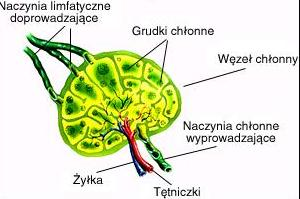 Naczynia limfatyczne
doprowadzające
Grudki chłonne
Węzeł chłonny
Naczynia chłonne
wyprowadzające
Żyłka
Tętniczki